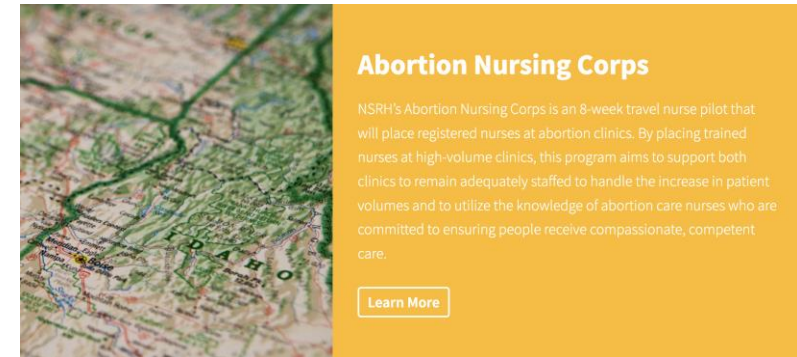 Abortion Nursing Corps
NSRH's Abortion Nursing Corps is an 8-week travel nurse pilot that
will place registered nurses at abortion clinics. By placing trained
nurses at high-volume clinics, this program aims to support both
clinics to remain adequately staffed to handle the increase in patient
volumes and to utilize the knowledge of abortion care nurses who are
committed to ensuring people receive compassionate, competent
care.
Learn More
IDAHO
Boise